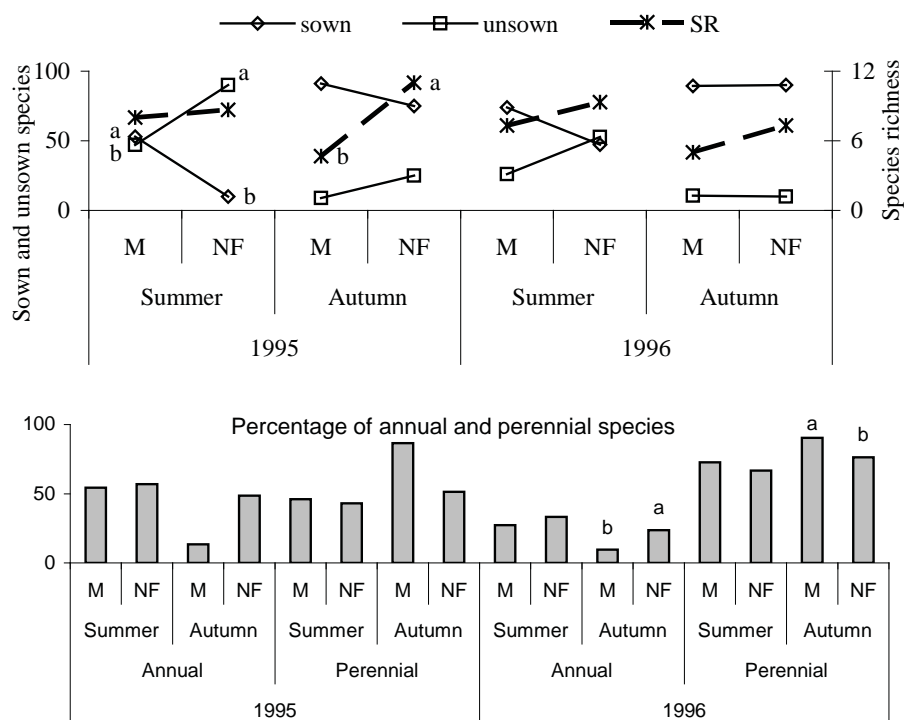 sown unsown SR
Sown and unsown species
100 50 0
a b a b b a
12 6 0
Species richness
M NF M NF M NF M NF
Summer Autumn Summer Autumn
1995 1996
Percentage of annual and perennial species
100
50
0
b a a b
M NF M NF M NF M NF M NF M NF M NF M NF
Summer Autumn Summer Autumn Summer Autumn Summer Autumn
Annual Perennial Annual Perennial
1995 1996